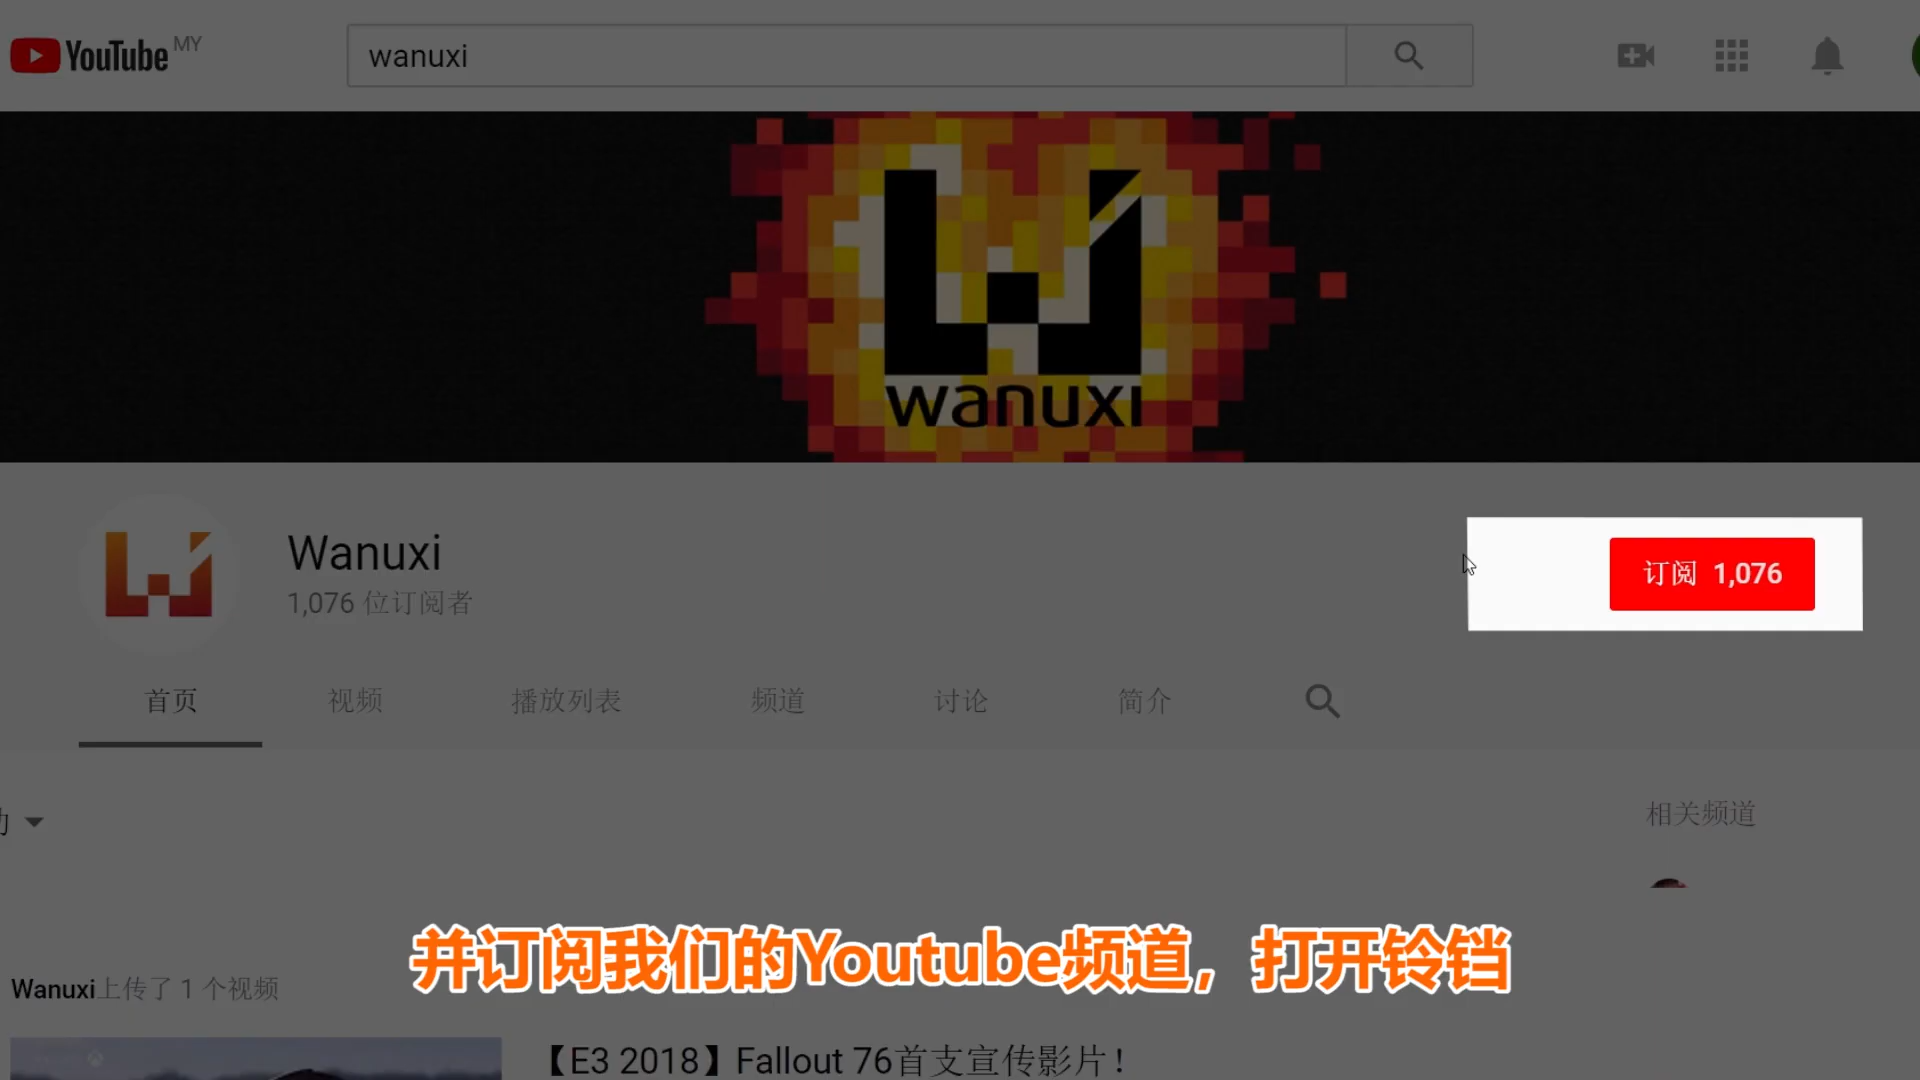 YouTube MY
wanuxi
wanuxi
Wanuxi
1,076 位订阅者
订阅 1,076
首页
视频
播放列表
频道
讨论
简介
相关频道
并订阅我们的Youtube频道，打开铃铛
Wanuxi上传了 1 个视频
【E3 2018】Fallout 76首支宣传影片！